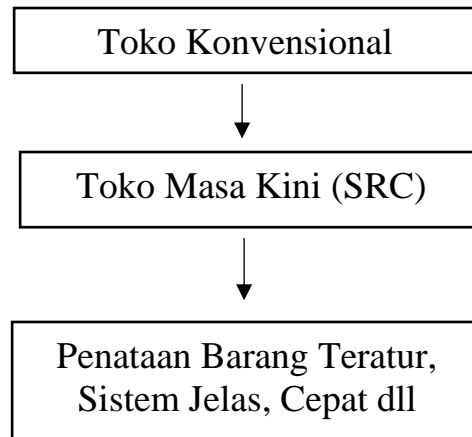 Toko Konvensional
Toko Masa Kini (SRC)
Penataan Barang Teratur,
Sistem Jelas, Cepat dll